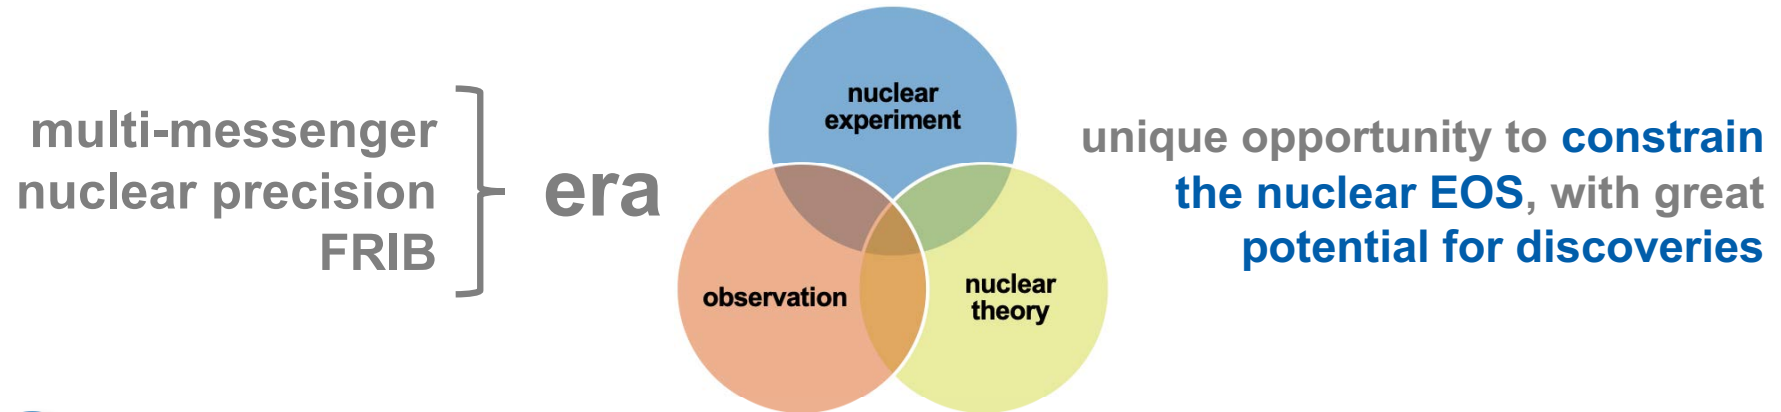 multi-messenger
nuclear precision
FRIB
era
nuclear
experiment
observation
nuclear
theory
unique opportunity to constrain
the nuclear EOS, with great
potential for discoveries